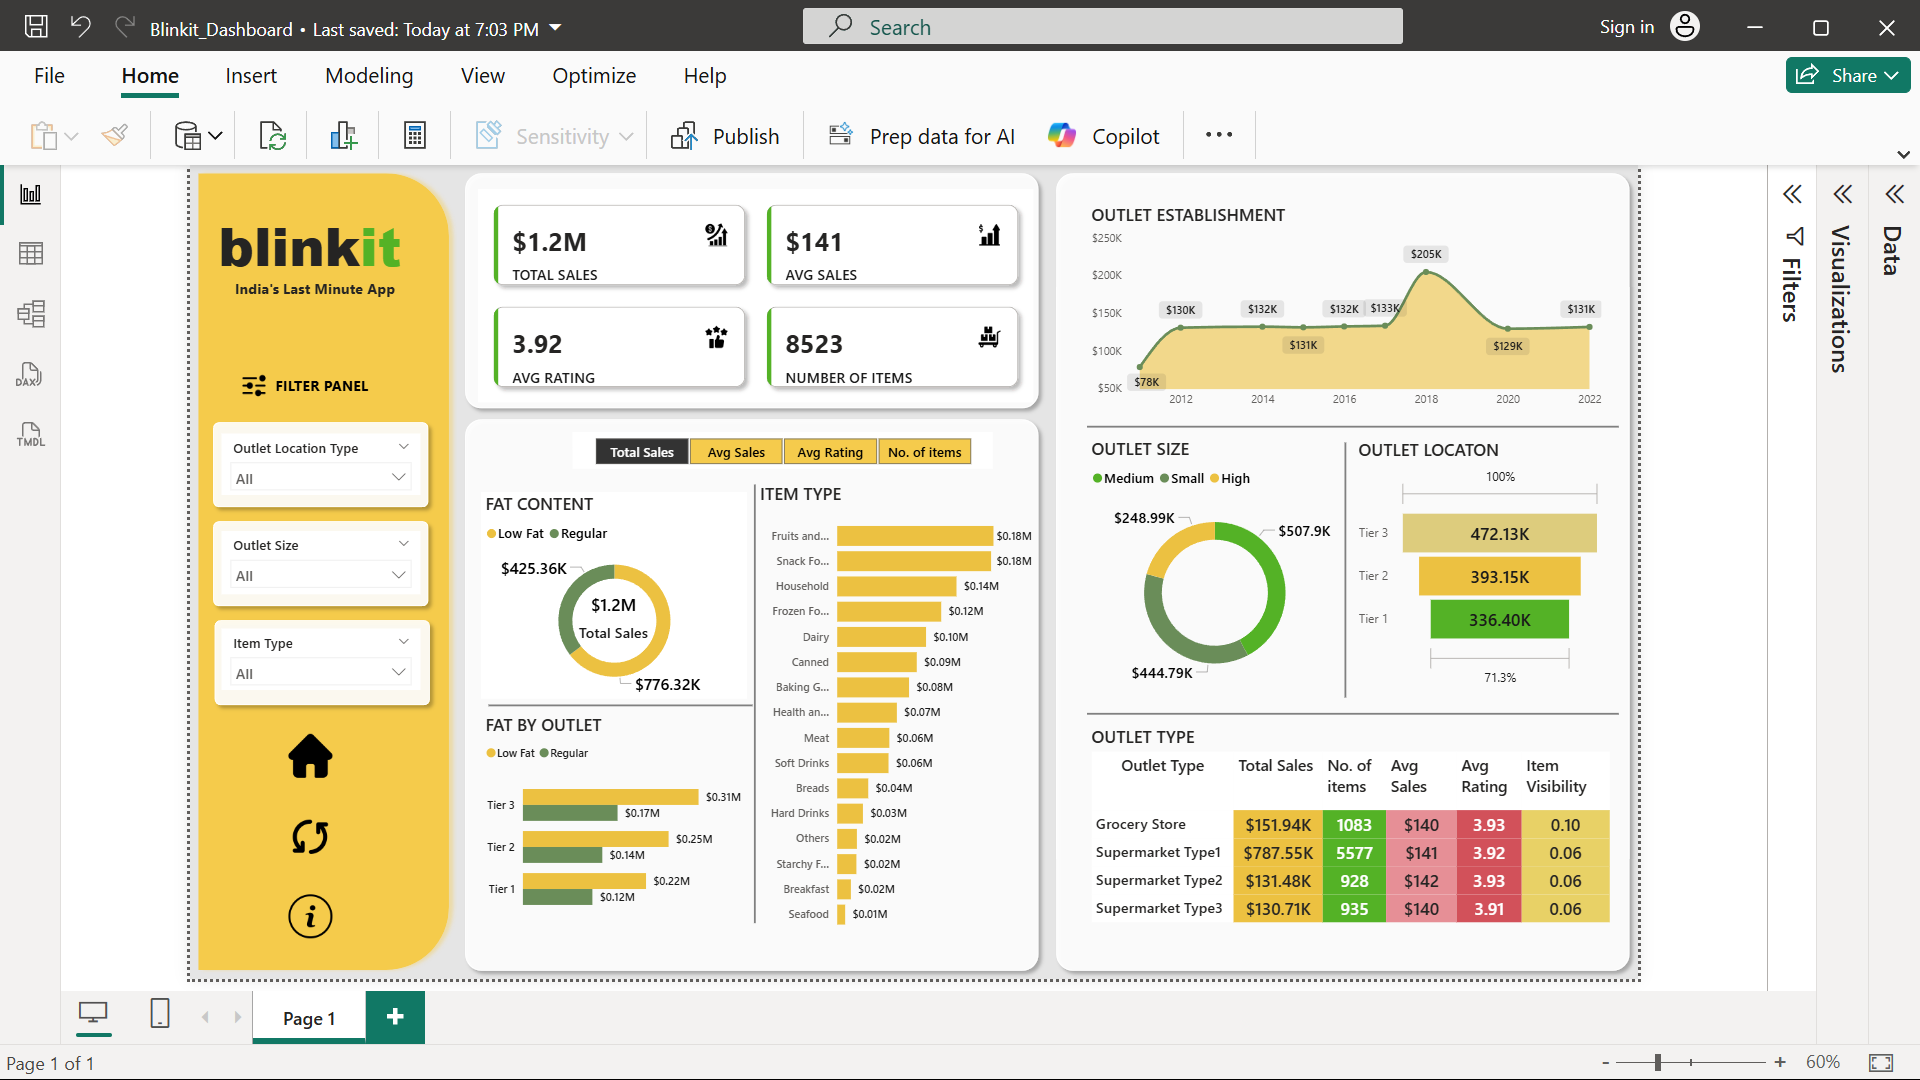 Blinkit_Dashboard • Last saved: Today at 7:03 PM
Search
Sign in
File
Home
Insert
Modeling
View
Optimize
Help
Share
Sensitivity
Publish
Prep data for AI
Copilot
DAX
TMDL
blinkit
India's Last Minute App
FILTER PANEL
Outlet Location Type
All
Outlet Size
All
Item Type
All
$1.2M
TOTAL SALES
$141
AVG SALES
3.92
AVG RATING
8523
NUMBER OF ITEMS
Total Sales
Avg Sales
Avg Rating
No. of items
FAT CONTENT
Low Fat
Regular
$425.36K
$1.2M
Total Sales
$776.32K
FAT BY OUTLET
Low Fat
Regular
Tier 3
$0.31M
$0.17M
Tier 2
$0.25M
$0.14M
Tier 1
$0.22M
$0.12M
ITEM TYPE
Fruits and... $0.18M
Snack Fo... $0.18M
Household $0.14M
Frozen Fo... $0.12M
Dairy $0.10M
Canned $0.09M
Baking G... $0.08M
Health an... $0.07M
Meat $0.06M
Soft Drinks $0.06M
Breads $0.04M
Hard Drinks $0.03M
Others $0.02M
Starchy F... $0.02M
Breakfast $0.02M
Seafood $0.01M
OUTLET ESTABLISHMENT
$250K
$200K
$150K
$100K
$50K
$78K
$130K
$132K
$131K
$132K
$133K
$205K
$129K
$131K
2012 2014 2016 2018 2020 2022
OUTLET SIZE
Medium
Small
High
$248.99K
$507.9K
$444.79K
OUTLET LOCATON
100%
Tier 3 472.13K
Tier 2 393.15K
Tier 1 336.40K
71.3%
OUTLET TYPE
Outlet Type Total Sales No. of items Avg Sales Avg Rating Item Visibility
Grocery Store $151.94K 1083 $140 3.93 0.10
Supermarket Type1 $787.55K 5577 $141 3.92 0.06
Supermarket Type2 $131.48K 928 $142 3.93 0.06
Supermarket Type3 $130.71K 935 $140 3.91 0.06
Filters
Visualizations
Data
Page 1
Page 1 of 1
60%